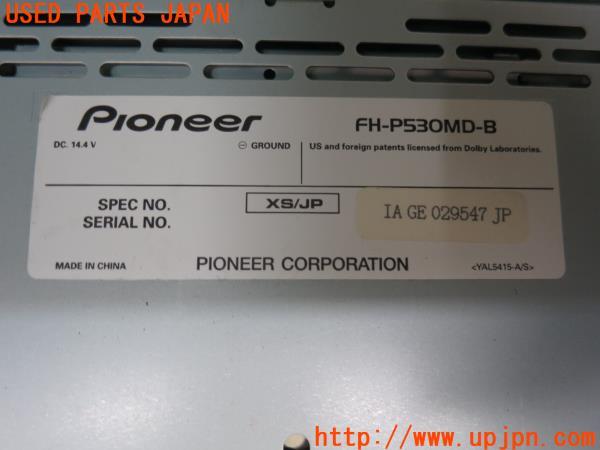 USED PARTS JAPAN
Pioneer FH-P530MD-B
DC. 14.4 V ⊖ GROUND US and foreign patents licensed from Dolby Laboratories.
SPEC NO. XS/JP
SERIAL NO. IA GE 029547 JP
MADE IN CHINA PIONEER CORPORATION <YAL5415-A/S>
http://www.upjpn.com